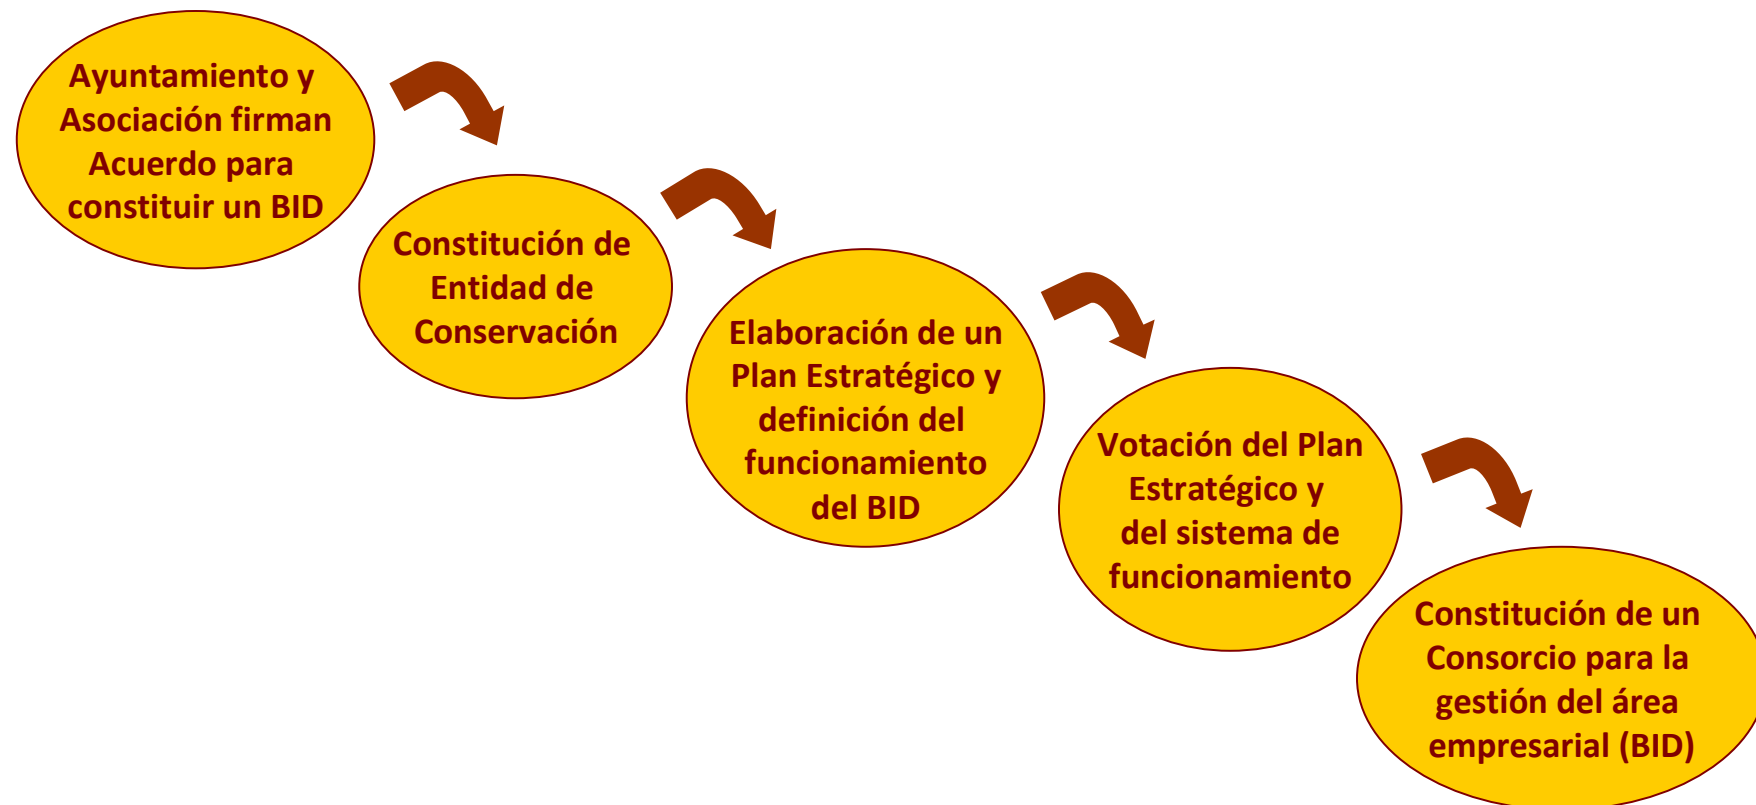 Ayuntamiento y
Asociación firman
Acuerdo para
constituir un BID
Constitución de
Entidad de
Conservación
Elaboración de un
Plan Estratégico y
definición del
funcionamiento
del BID
Votación del Plan
Estratégico y
del sistema de
funcionamiento
Constitución de un
Consorcio para la
gestión del área
empresarial (BID)